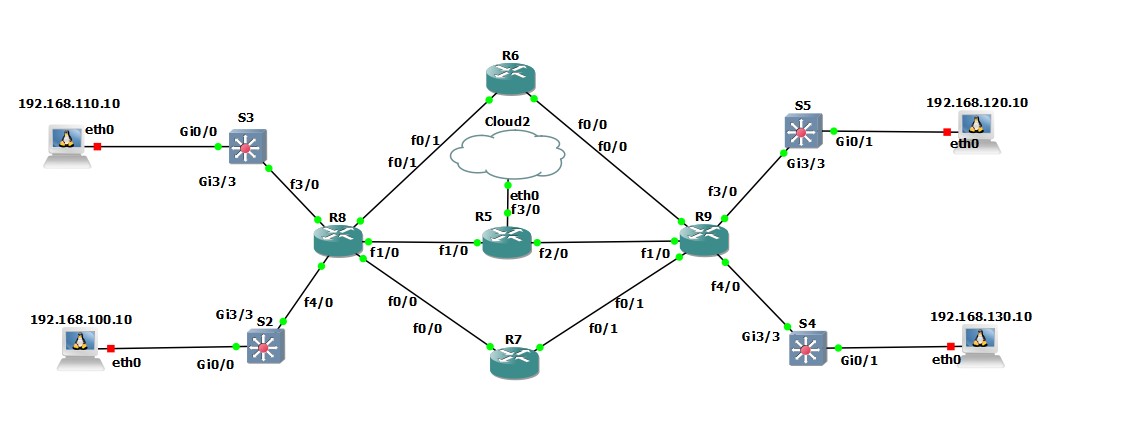 R6
192.168.110.10
eth0
Gi0/0
S3
Gi3/3
f3/0
f0/1
f0/1
Cloud2
f0/0
f0/0
S5
192.168.120.10
Gi0/1
eth0
Gi3/3
f3/0
eth0
f3/0
R8
f1/0
R5
f1/0
f2/0
R9
f1/0
192.168.100.10
eth0
Gi0/0
Gi3/3
S2
f4/0
f0/0
f0/0
R7
f0/1
f0/1
f4/0
Gi3/3
S4
192.168.130.10
Gi0/1
eth0